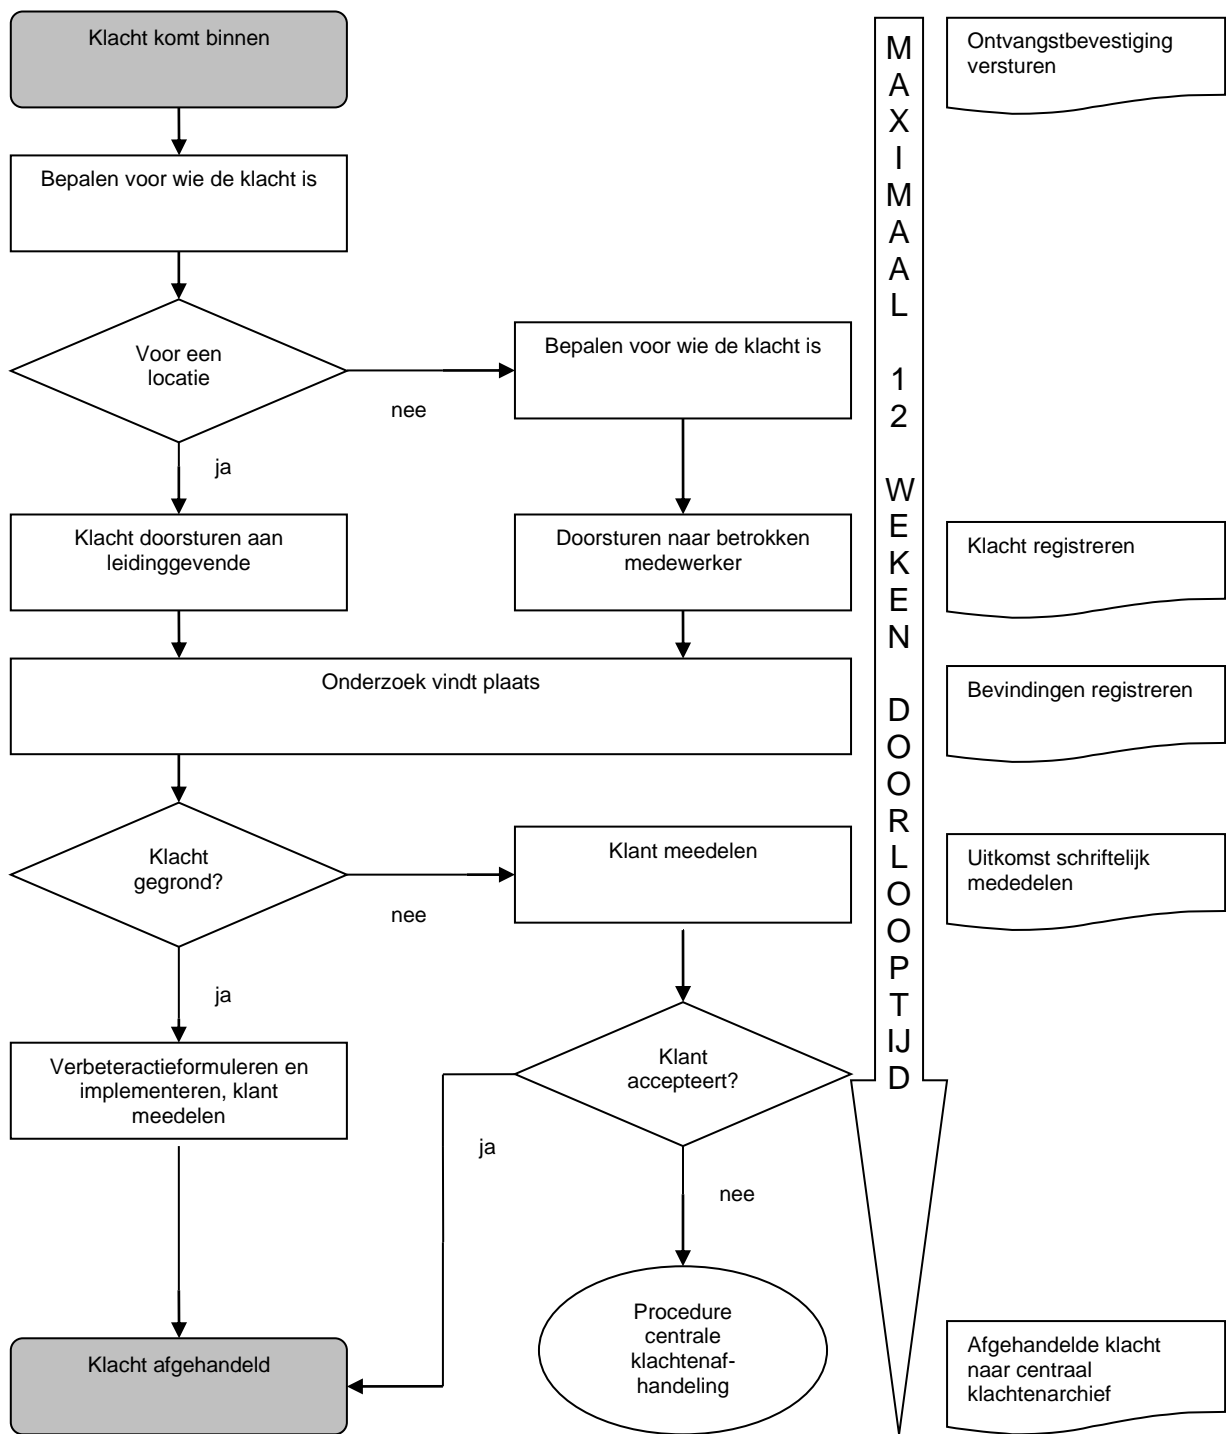 Klacht komt binnen
Bepalen voor wie de klacht is
Voor een
locatie
nee
ja
Bepalen voor wie de klacht is
Klacht doorsturen aan
leidinggevende
Doorsturen naar betrokken
medewerker
Onderzoek vindt plaats
Klacht
gegrond?
nee
ja
Klant meedelen
Verbeteractieformuleren en
implementeren, klant
meedelen
Klant
accepteert?
ja
nee
Procedure
centrale
klachtenaf-
handeling
Klacht afgehandeld
MAXIMAAL 12 WEKEN DOORLOOPTIJD
Ontvangstbevestiging
versturen
Klacht registreren
Bevindingen registreren
Uitkomst schriftelijk
mededelen
Afgehandelde klacht
naar centraal
klachtenarchief